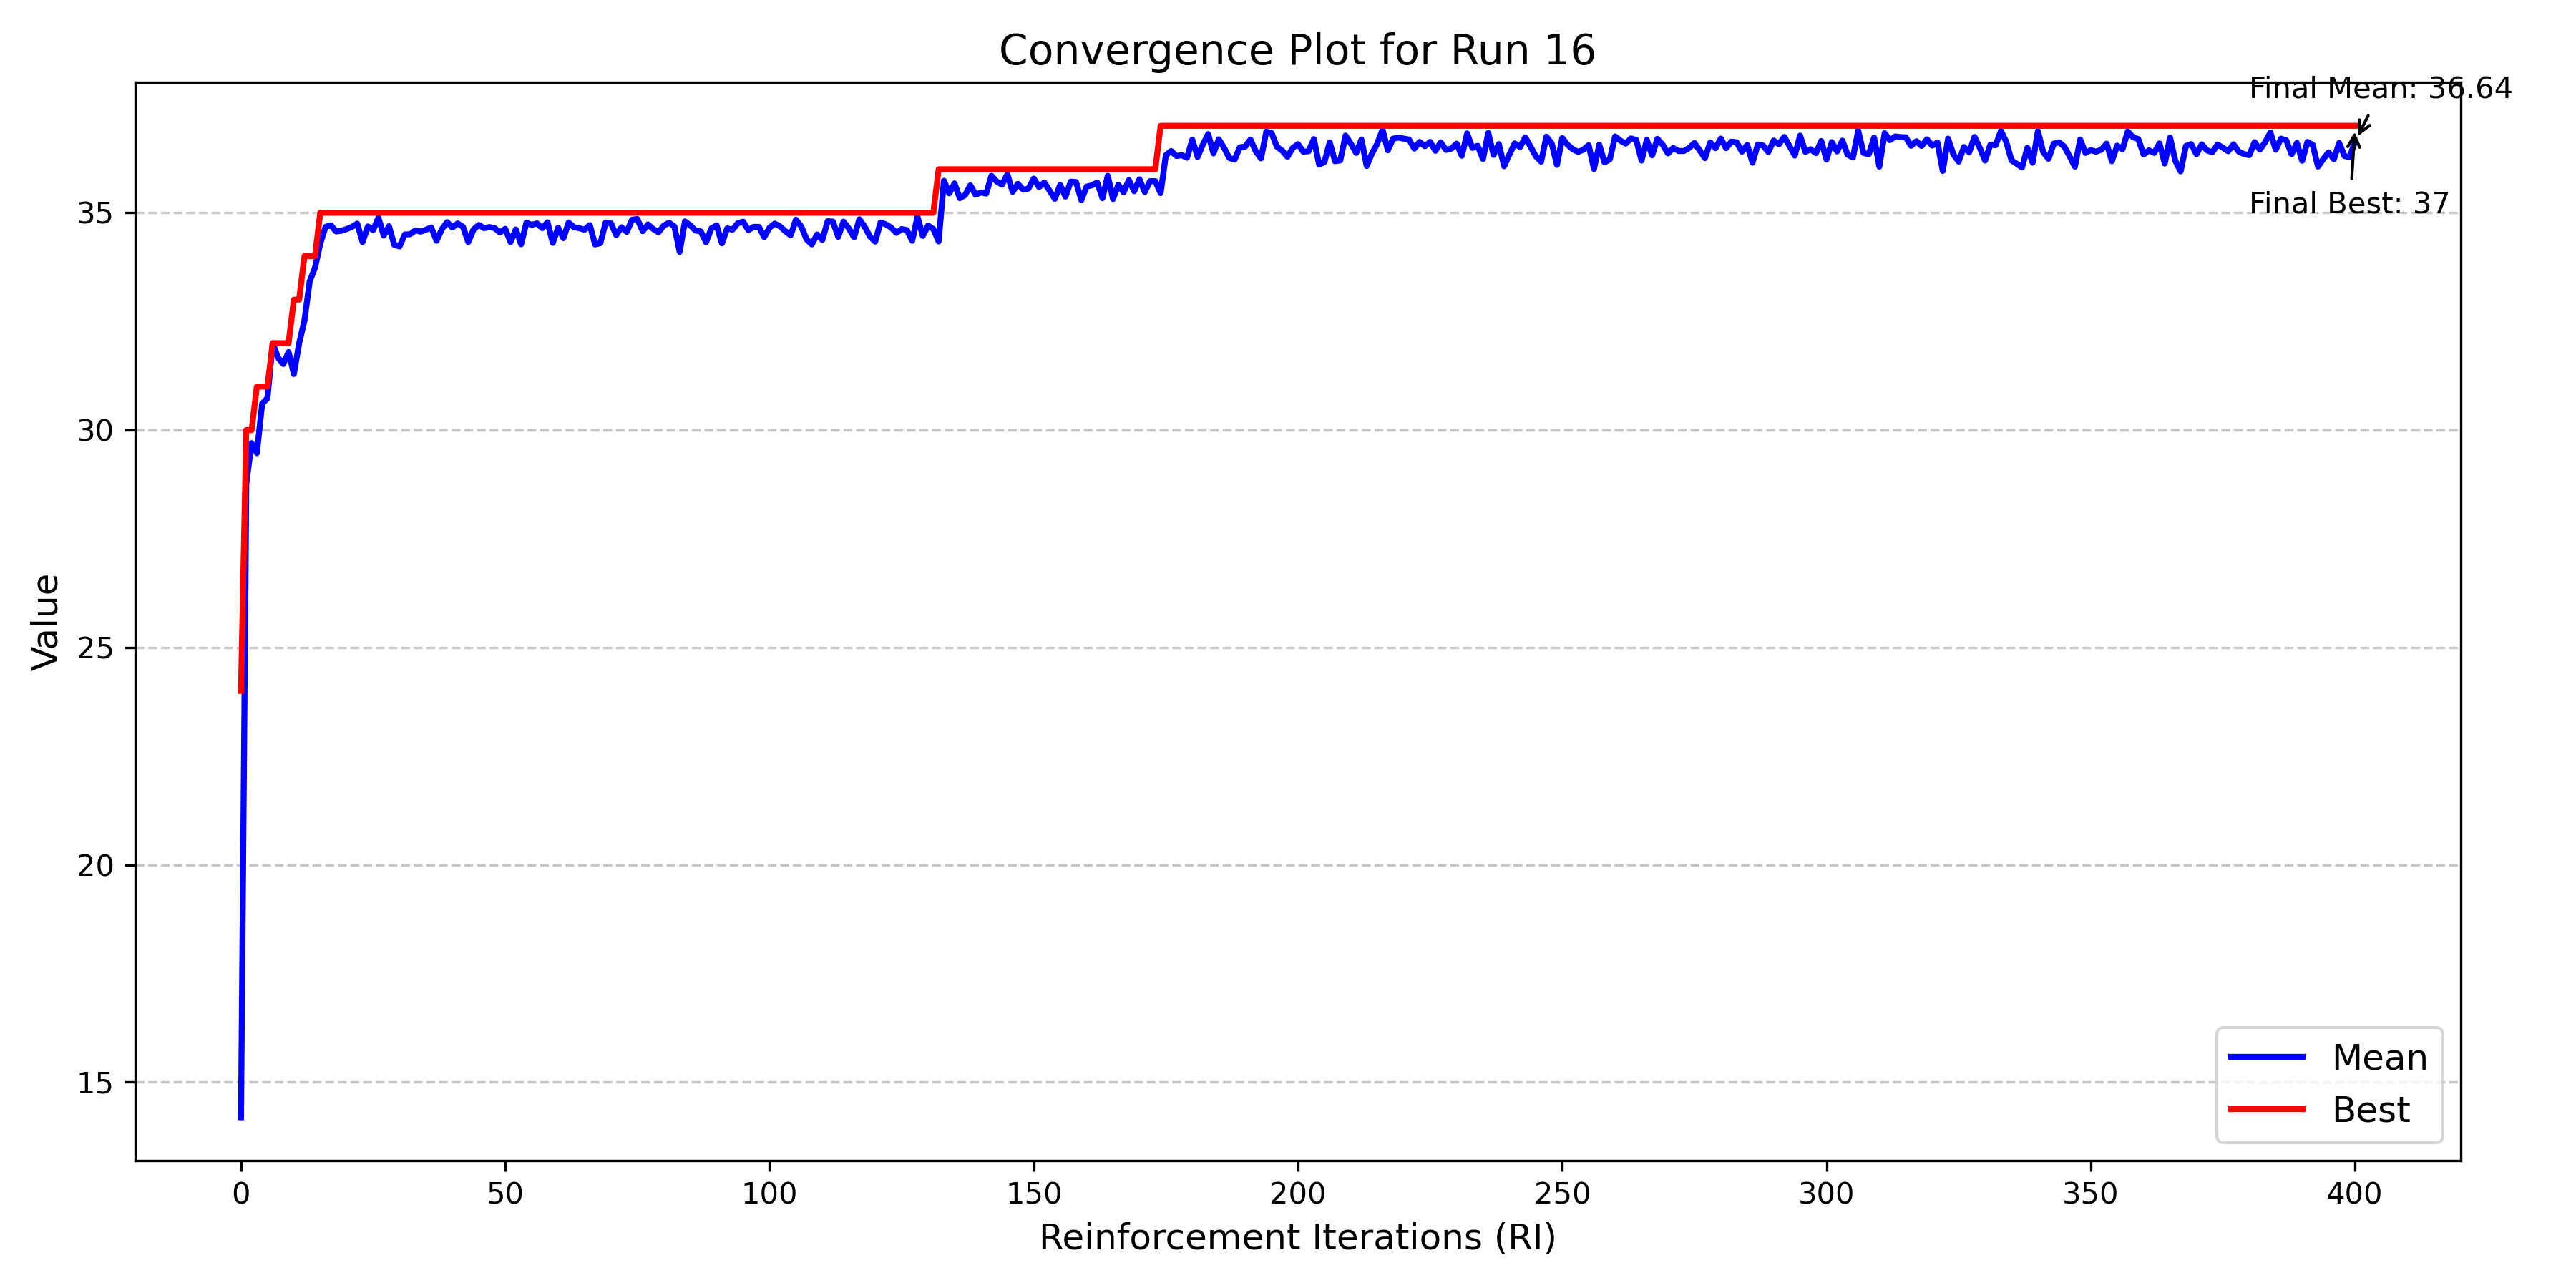 Convergence Plot for Run 16
Final Mean: 36.64
Final Best: 37
Value
35
30
25
20
15
0 50 100 150 200 250 300 350 400
Reinforcement Iterations (RI)
Mean
Best